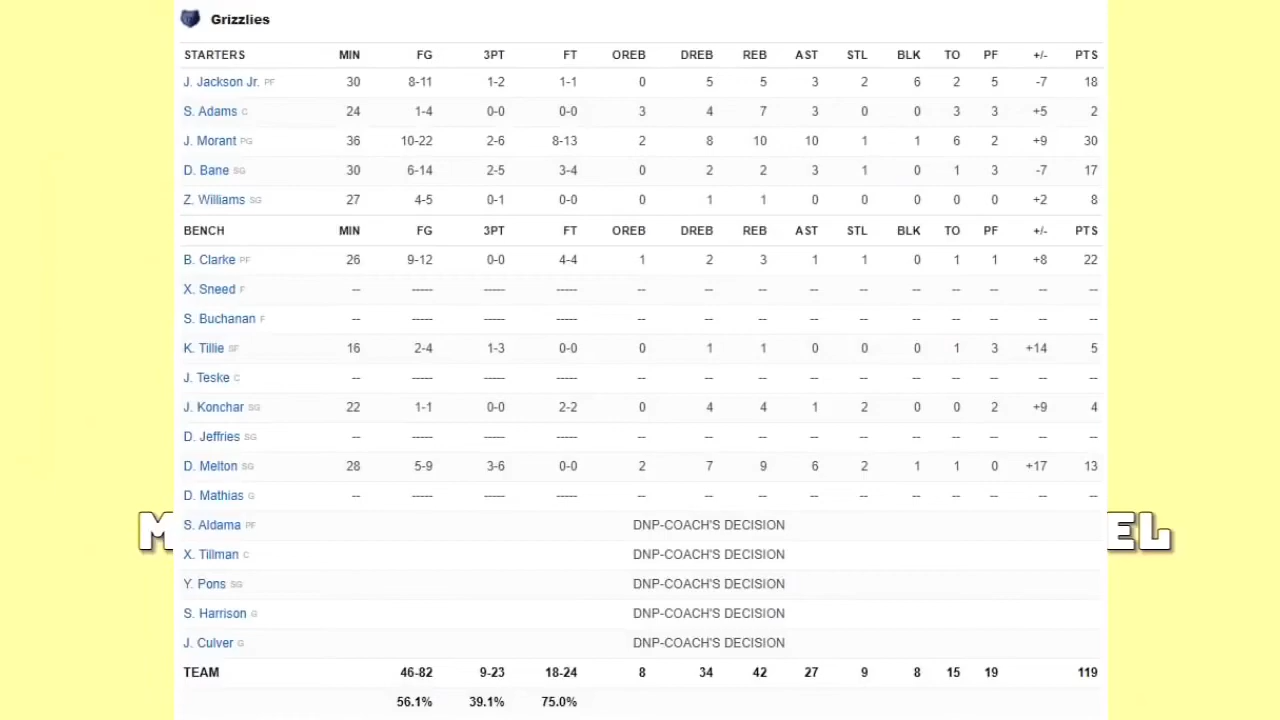 Grizzlies
STARTERS MIN FG 3PT FT OREB DREB REB AST STL BLK TO PF +/- PTS
J. Jackson Jr. PF 30 8-11 1-2 1-1 0 5 5 3 2 6 2 5 -7 18
S. Adams C 24 1-4 0-0 0-0 3 4 7 3 0 0 3 3 +5 2
J. Morant PG 36 10-22 2-6 8-13 2 8 10 10 1 1 6 2 +9 30
D. Bane SG 30 6-14 2-5 3-4 0 2 2 3 1 0 1 3 -7 17
Z. Williams SG 27 4-5 0-1 0-0 0 1 1 0 0 0 0 0 +2 8
BENCH MIN FG 3PT FT OREB DREB REB AST STL BLK TO PF +/- PTS
B. Clarke PF 26 9-12 0-0 4-4 1 2 3 1 1 0 1 1 +8 22
X. Sneed F -- ----- ----- ----- -- -- -- -- -- -- -- -- -- --
S. Buchanan F -- ----- ----- ----- -- -- -- -- -- -- -- -- -- --
K. Tillie SF 16 2-4 1-3 0-0 0 1 1 0 0 0 1 3 +14 5
J. Teske C -- ----- ----- ----- -- -- -- -- -- -- -- -- -- --
J. Konchar SG 22 1-1 0-0 2-2 0 4 4 1 2 0 0 2 +9 4
D. Jeffries SG -- ----- ----- ----- -- -- -- -- -- -- -- -- -- --
D. Melton SG 28 5-9 3-6 0-0 2 7 9 6 2 1 1 0 +17 13
D. Mathias G -- ----- ----- ----- -- -- -- -- -- -- -- -- -- --
S. Aldama PF DNP-COACH'S DECISION
X. Tillman C DNP-COACH'S DECISION
Y. Pons SG DNP-COACH'S DECISION
S. Harrison G DNP-COACH'S DECISION
J. Culver G DNP-COACH'S DECISION
TEAM 46-82 9-23 18-24 8 34 42 27 9 8 15 19 119
56.1% 39.1% 75.0%